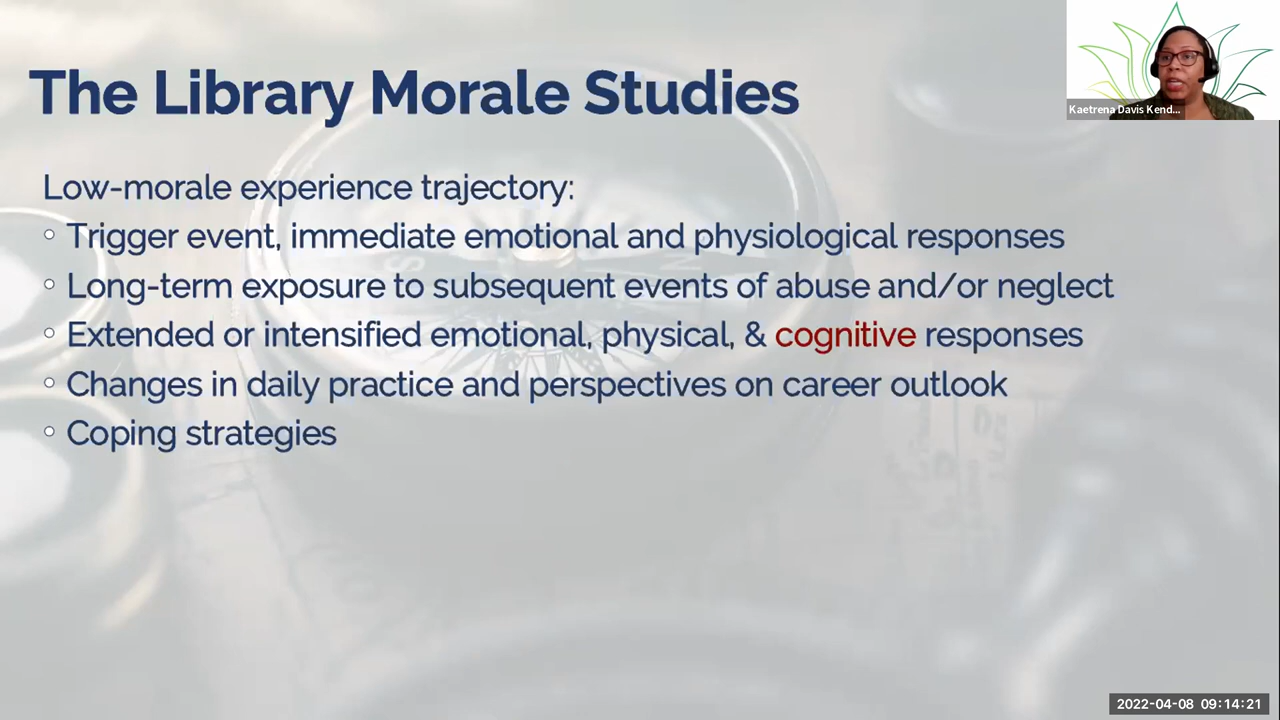 The Library Morale Studies
Kaetrena Davis Kend...
Low-morale experience trajectory:
Trigger event, immediate emotional and physiological responses
Long-term exposure to subsequent events of abuse and/or neglect
Extended or intensified emotional, physical, & cognitive responses
Changes in daily practice and perspectives on career outlook
Coping strategies
2022-04-08 09:14:21